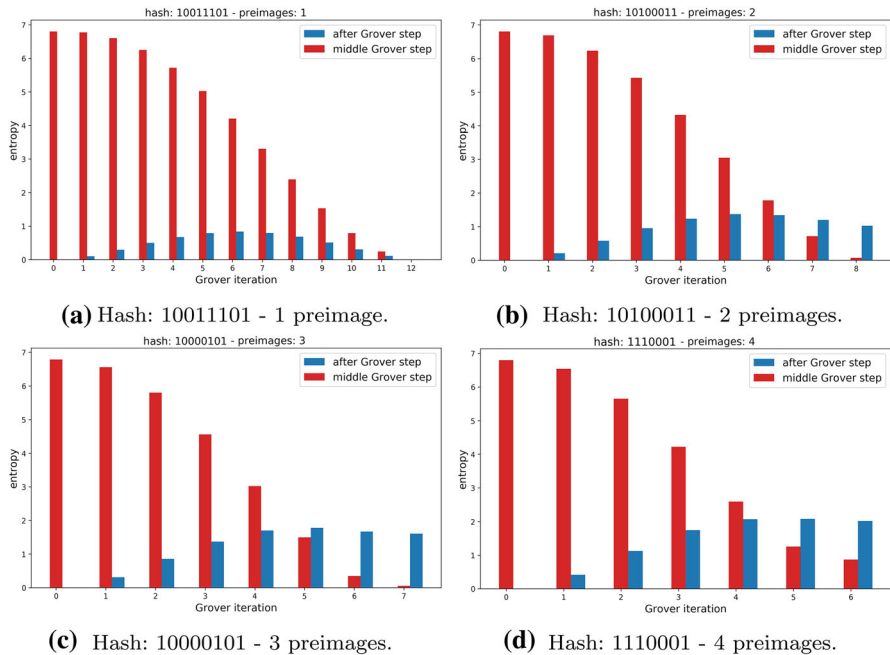 hash: 10011101 - preimages: 1
after Grover step
middle Grover step
7
6
5
4
3
2
1
0
entropy
0 1 2 3 4 5 6 7 8 9 10 11 12
Grover iteration
(a) Hash: 10011101 - 1 preimage.
hash: 10100011 - preimages: 2
after Grover step
middle Grover step
7
6
5
4
3
2
1
0
entropy
0 1 2 3 4 5 6 7 8
Grover iteration
(b) Hash: 10100011 - 2 preimages.
hash: 10000101 - preimages: 3
after Grover step
middle Grover step
7
6
5
4
3
2
1
0
entropy
0 1 2 3 4 5 6 7
Grover iteration
(c) Hash: 10000101 - 3 preimages.
hash: 1110001 - preimages: 4
after Grover step
middle Grover step
7
6
5
4
3
2
1
0
entropy
0 1 2 3 4 5 6
Grover iteration
(d) Hash: 1110001 - 4 preimages.